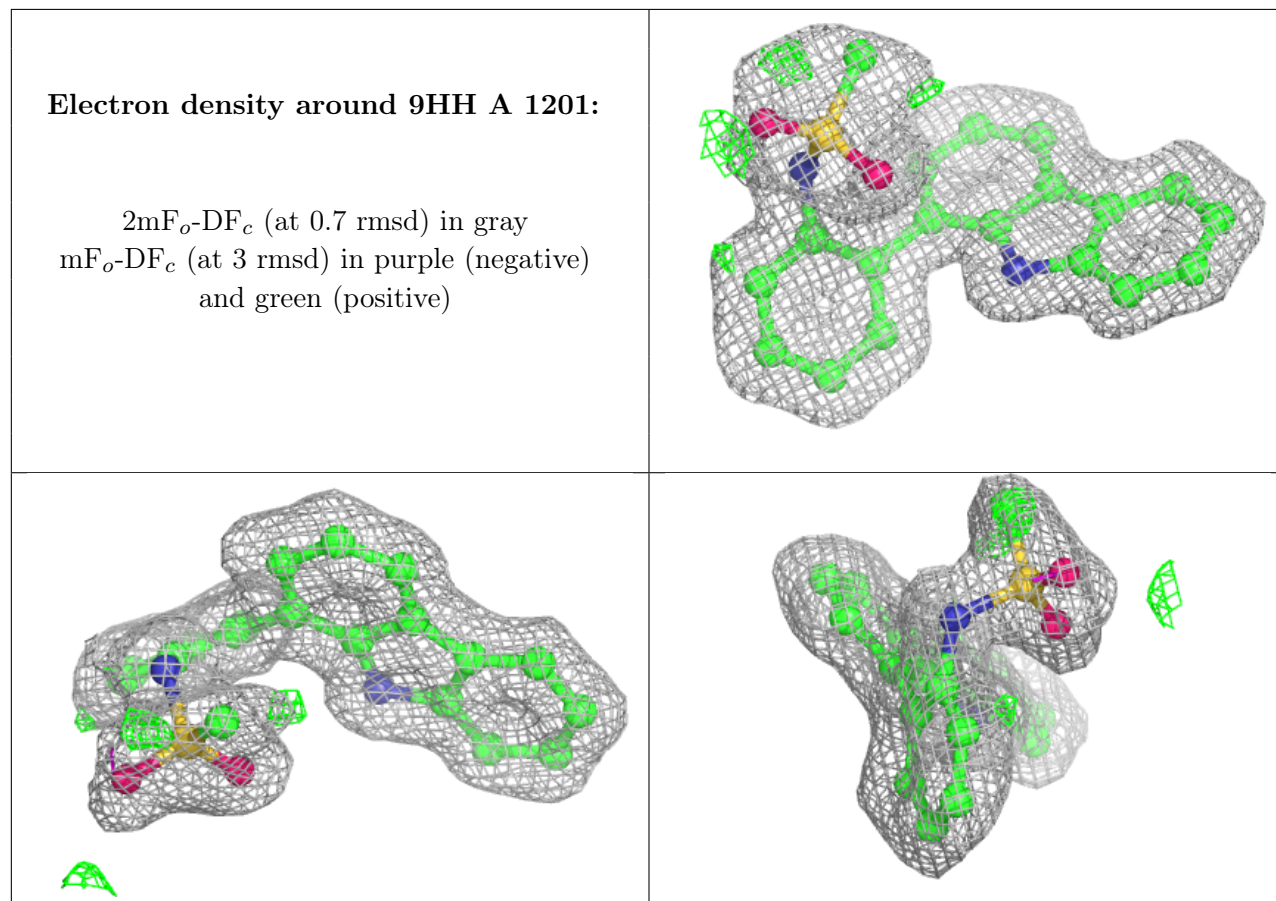 Electron density around 9HH A 1201:
2mFo-DFc (at 0.7 rmsd) in gray
mFo-DFc (at 3 rmsd) in purple (negative)
and green (positive)